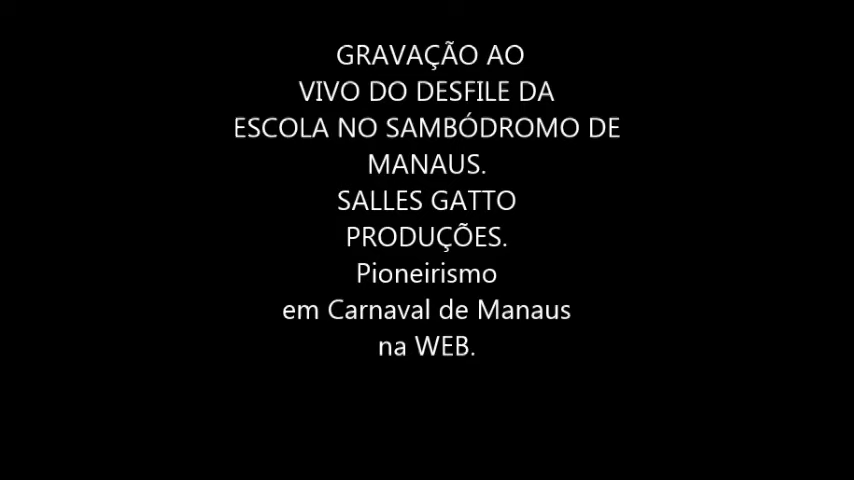 GRAVAÇÃO AO
VIVO DO DESFILE DA
ESCOLA NO SAMBÓDROMO DE
MANAUS.
SALLES GATTO
PRODUÇÕES.
Pioneirismo
em Carnaval de Manaus
na WEB.